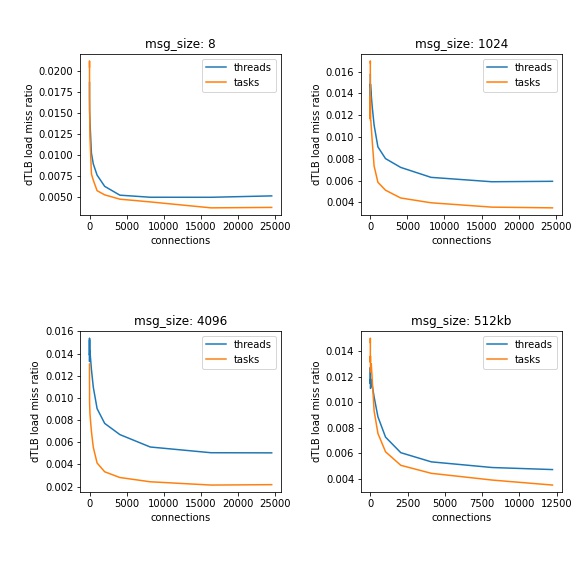 msg_size: 8
dTLB load miss ratio
0.0200
0.0175
0.0150
0.0125
0.0100
0.0075
0.0050
threads
tasks
0 5000 10000 15000 20000 25000
connections
msg_size: 1024
dTLB load miss ratio
0.016
0.014
0.012
0.010
0.008
0.006
0.004
threads
tasks
0 5000 10000 15000 20000 25000
connections
msg_size: 4096
dTLB load miss ratio
0.016
0.014
0.012
0.010
0.008
0.006
0.004
0.002
threads
tasks
0 5000 10000 15000 20000 25000
connections
msg_size: 512kb
dTLB load miss ratio
0.014
0.012
0.010
0.008
0.006
0.004
threads
tasks
0 2500 5000 7500 10000 12500
connections